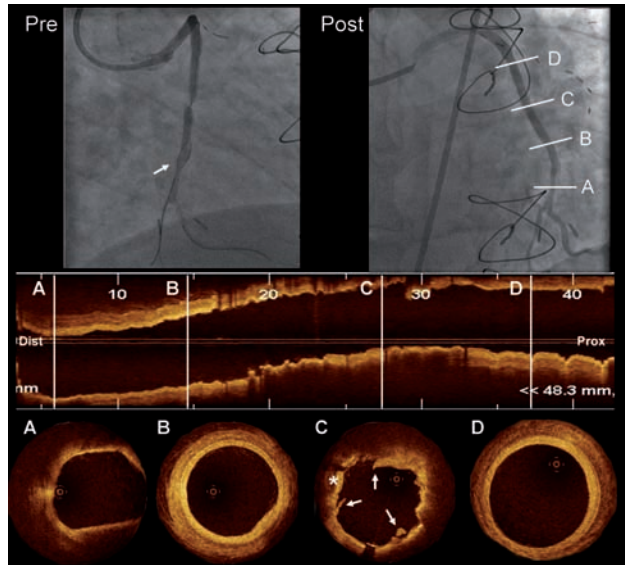 Pre
Post
D
C
B
A
A B C D
10 20 30 40
Dist Prox
mm << 48.3 mm,
A B C D
*